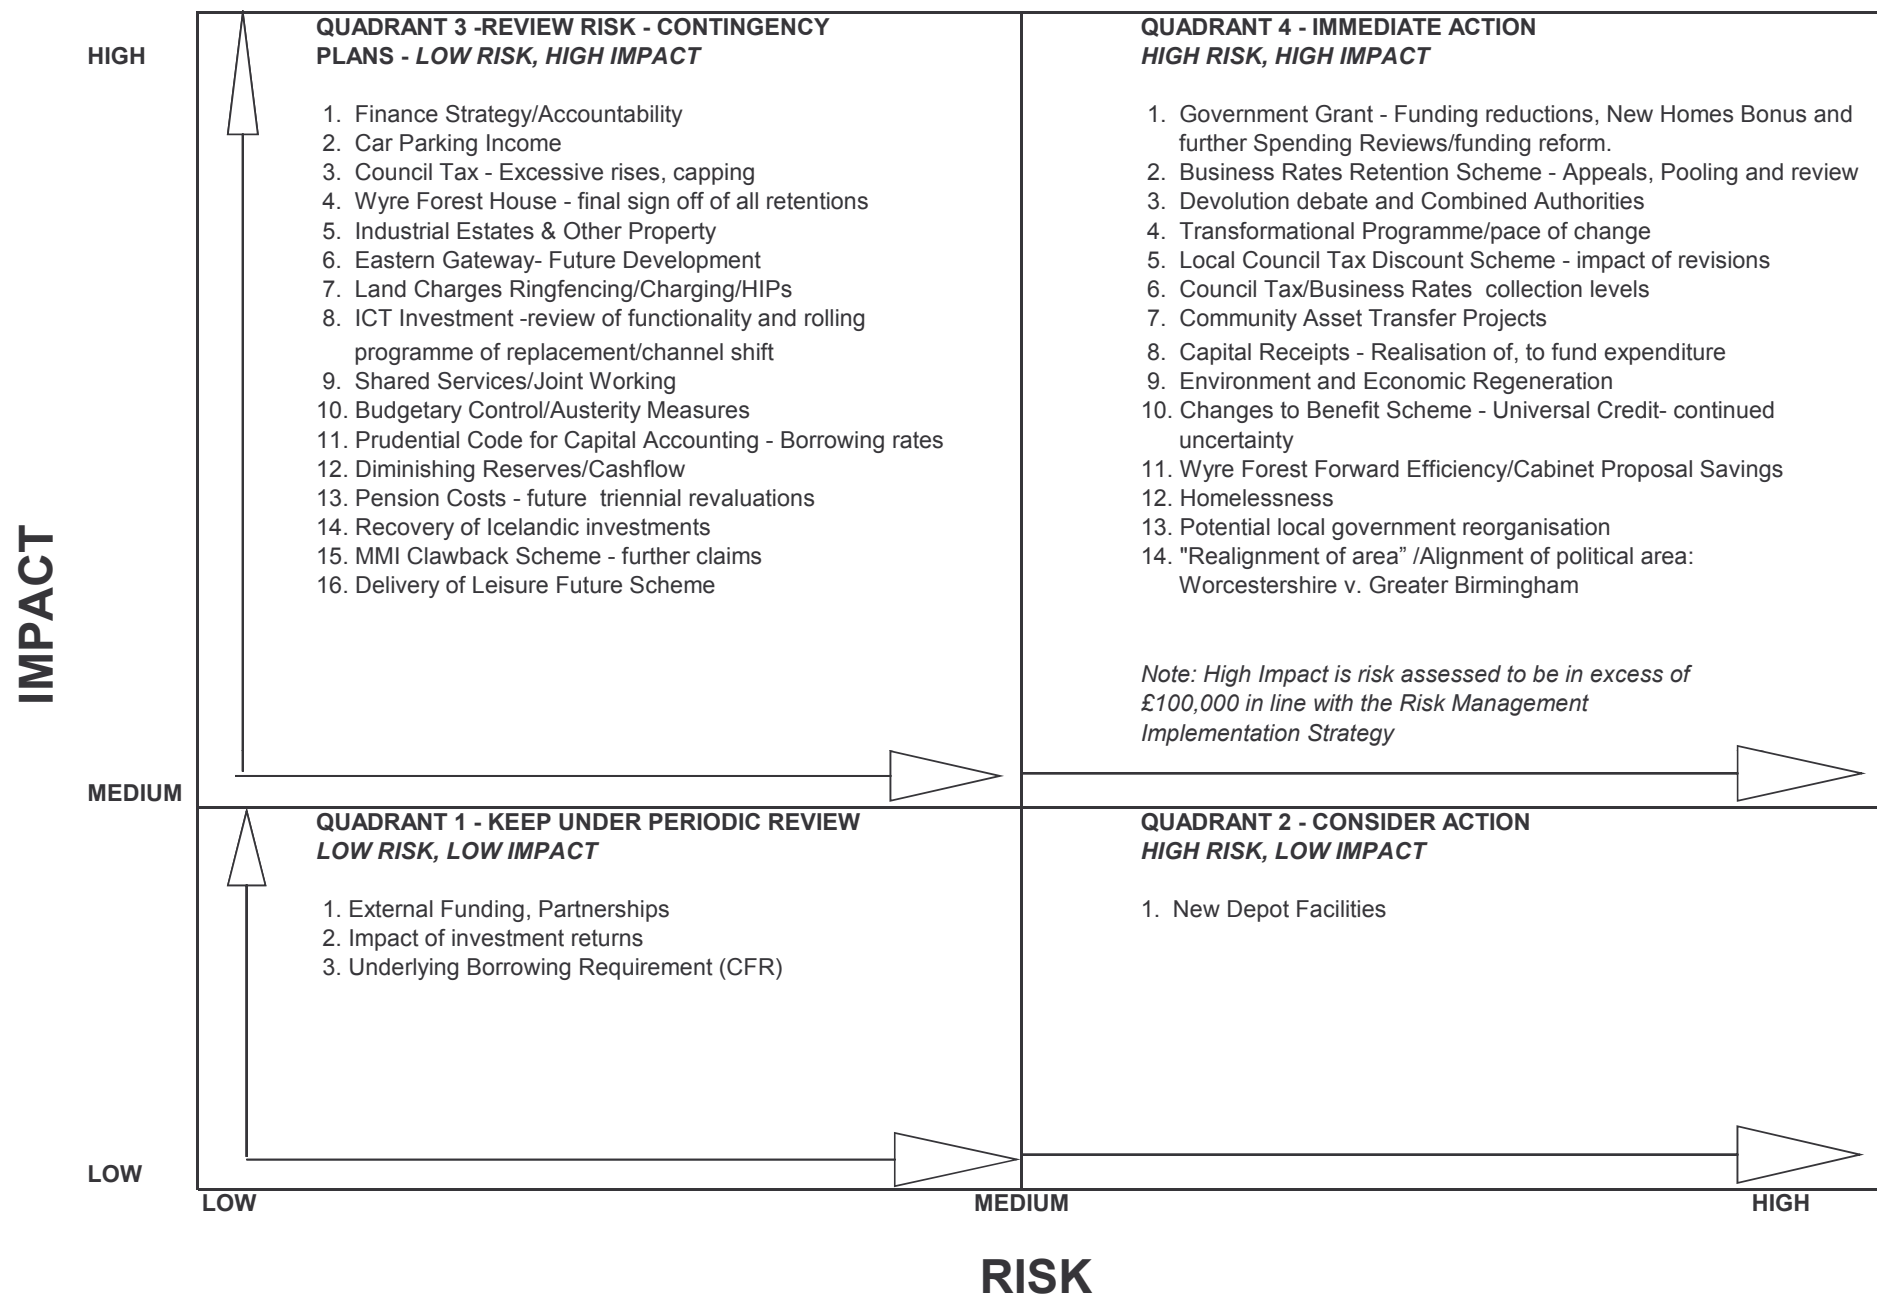 HIGH
QUADRANT 3 -REVIEW RISK - CONTINGENCY
PLANS - LOW RISK, HIGH IMPACT
1. Finance Strategy/Accountability
2. Car Parking Income
3. Council Tax - Excessive rises, capping
4. Wyre Forest House - final sign off of all retentions
5. Industrial Estates & Other Property
6. Eastern Gateway- Future Development
7. Land Charges Ringfencing/Charging/HIPs
8. ICT Investment -review of functionality and rolling
programme of replacement/channel shift
9. Shared Services/Joint Working
10. Budgetary Control/Austerity Measures
11. Prudential Code for Capital Accounting - Borrowing rates
12. Diminishing Reserves/Cashflow
13. Pension Costs - future triennial revaluations
14. Recovery of Icelandic investments
15. MMI Clawback Scheme - further claims
16. Delivery of Leisure Future Scheme
QUADRANT 4 - IMMEDIATE ACTION
HIGH RISK, HIGH IMPACT
1. Government Grant - Funding reductions, New Homes Bonus and
further Spending Reviews/funding reform.
2. Business Rates Retention Scheme - Appeals, Pooling and review
3. Devolution debate and Combined Authorities
4. Transformational Programme/pace of change
5. Local Council Tax Discount Scheme - impact of revisions
6. Council Tax/Business Rates collection levels
7. Community Asset Transfer Projects
8. Capital Receipts - Realisation of, to fund expenditure
9. Environment and Economic Regeneration
10. Changes to Benefit Scheme - Universal Credit- continued
uncertainty
11. Wyre Forest Forward Efficiency/Cabinet Proposal Savings
12. Homelessness
13. Potential local government reorganisation
14. "Realignment of area” /Alignment of political area:
Worcestershire v. Greater Birmingham
Note: High Impact is risk assessed to be in excess of
£100,000 in line with the Risk Management
Implementation Strategy
IMPACT
MEDIUM
QUADRANT 1 - KEEP UNDER PERIODIC REVIEW
LOW RISK, LOW IMPACT
1. External Funding, Partnerships
2. Impact of investment returns
3. Underlying Borrowing Requirement (CFR)
QUADRANT 2 - CONSIDER ACTION
HIGH RISK, LOW IMPACT
1. New Depot Facilities
LOW
LOW
MEDIUM
HIGH
RISK